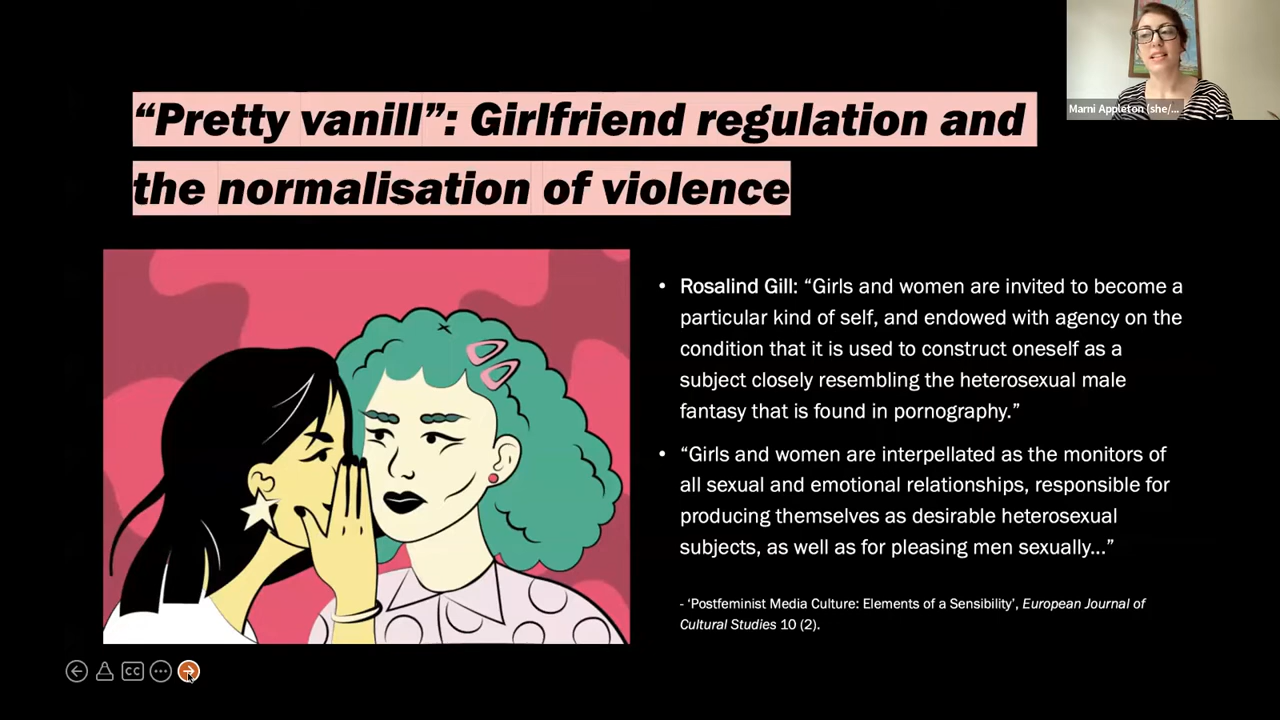 Marni Appleton (she/...
“Pretty vanill”: Girlfriend regulation and
the normalisation of violence
• Rosalind Gill: “Girls and women are invited to become a
particular kind of self, and endowed with agency on the
condition that it is used to construct oneself as a
subject closely resembling the heterosexual male
fantasy that is found in pornography.”
• “Girls and women are interpellated as the monitors of
all sexual and emotional relationships, responsible for
producing themselves as desirable heterosexual
subjects, as well as for pleasing men sexually...”
- ‘Postfeminist Media Culture: Elements of a Sensibility’, European Journal of
Cultural Studies 10 (2).
CC